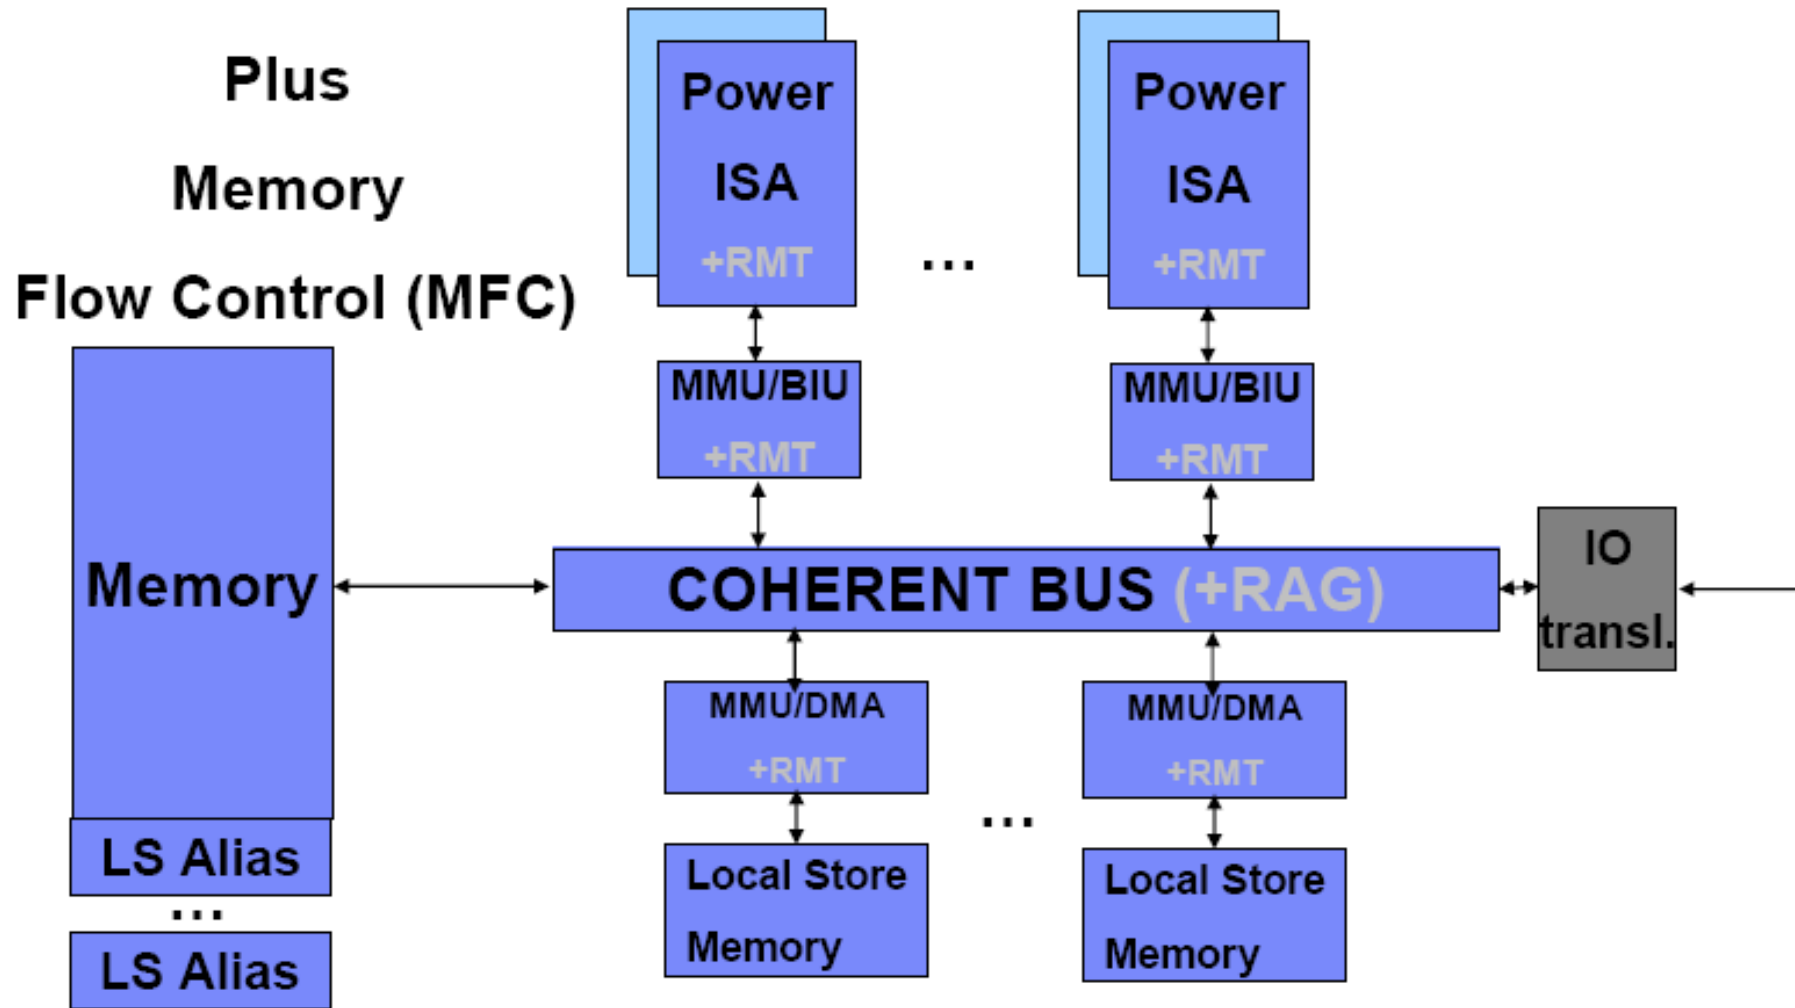 Plus
Memory
Flow Control (MFC)
Power
ISA
+RMT
...
Power
ISA
+RMT
MMU/BIU
+RMT
MMU/BIU
+RMT
Memory
COHERENT BUS (+RAG)
IO
transl.
MMU/DMA
+RMT
...
MMU/DMA
+RMT
LS Alias
...
LS Alias
Local Store
Memory
Local Store
Memory